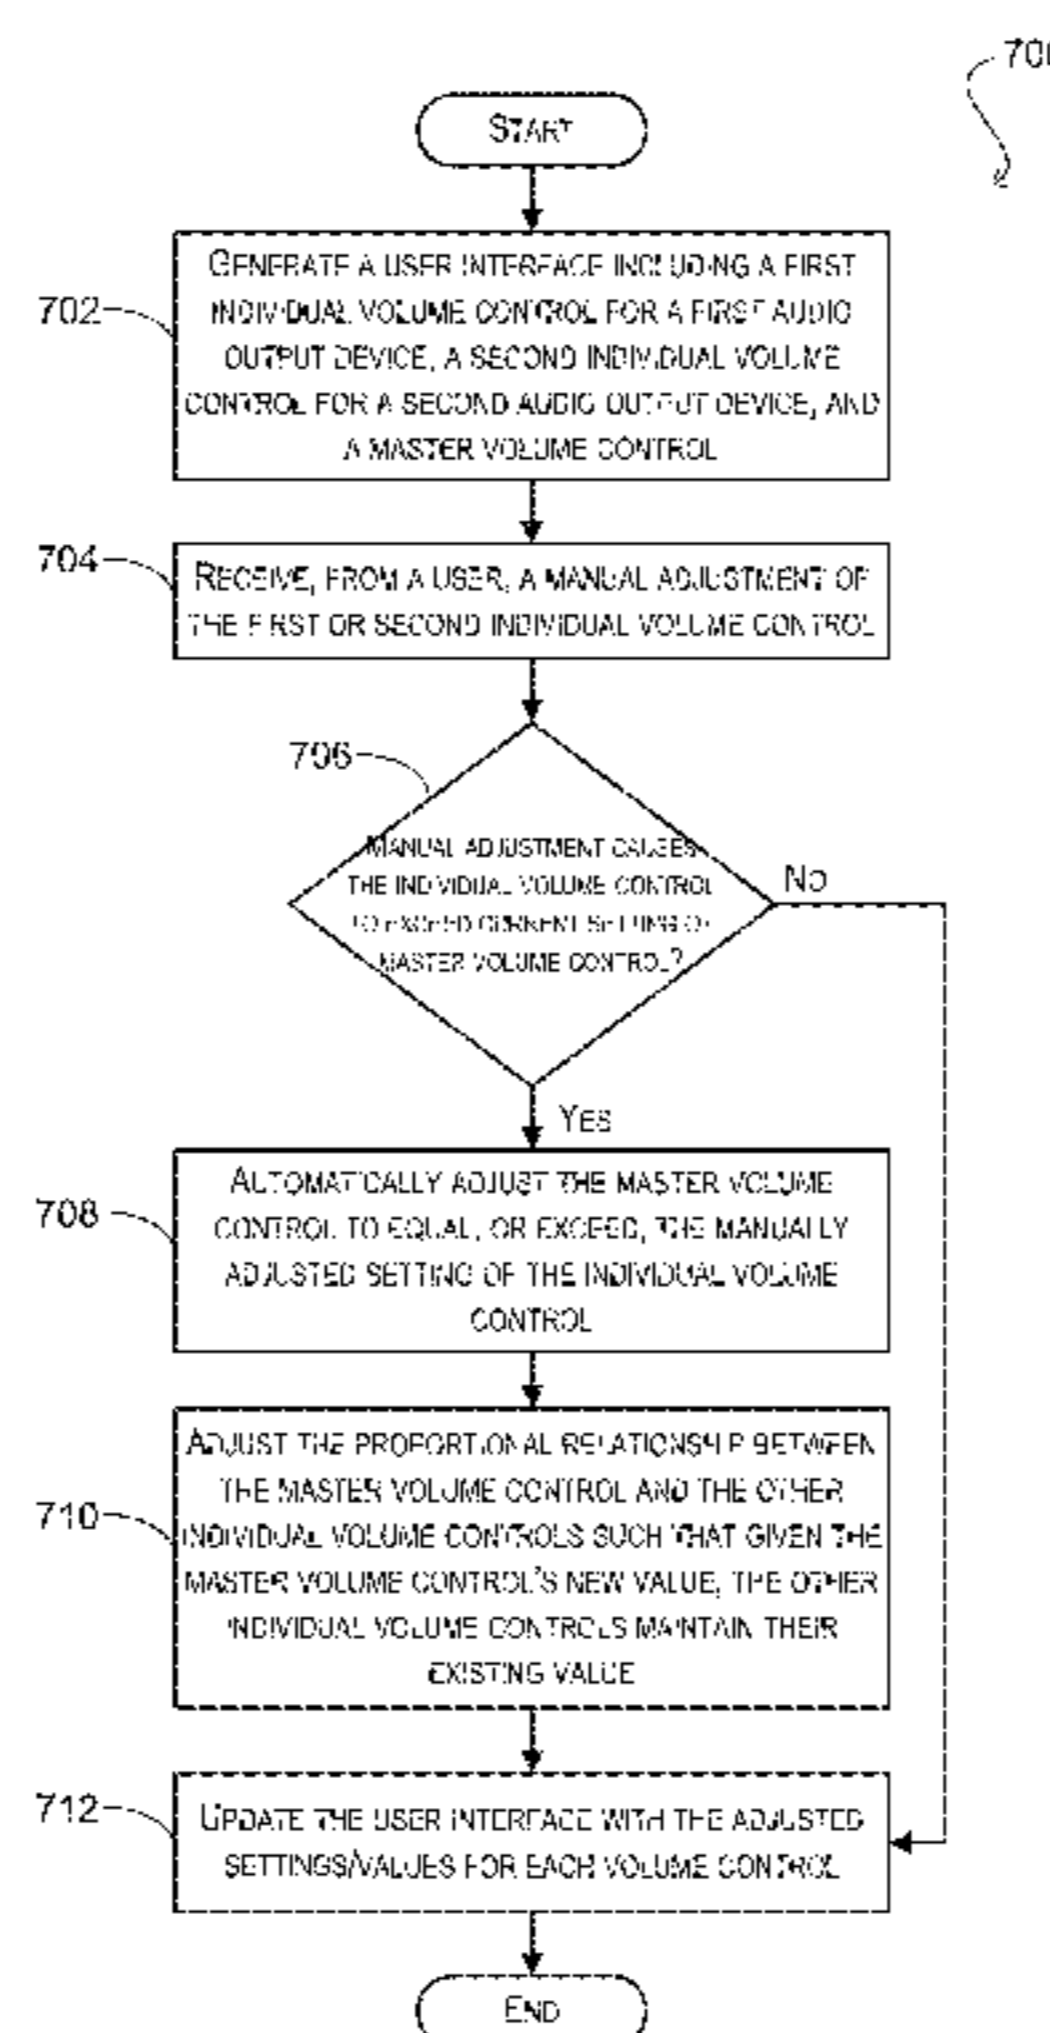 700
START
GENERATE A USER INTERFACE INCLUDING A FIRST
702
INDIVIDUAL VOLUME CONTROL FOR A FIRST AUDIO
OUTPUT DEVICE, A SECOND INDIVIDUAL VOLUME
CONTROL FOR A SECOND AUDIO OUTPUT DEVICE, AND
A MASTER VOLUME CONTROL
704
RECEIVE, FROM A USER, A MANUAL ADJUSTMENT OF
THE FIRST OR SECOND INDIVIDUAL VOLUME CONTROL
706
MANUAL ADJUSTMENT CAUSES
THE INDIVIDUAL VOLUME CONTROL
TO EXCEED CURRENT SETTING OF
MASTER VOLUME CONTROL?
NO
YES
708
AUTOMATICALLY ADJUST THE MASTER VOLUME
CONTROL TO EQUAL, OR EXCEED, THE MANUALLY
ADJUSTED SETTING OF THE INDIVIDUAL VOLUME
CONTROL
710
ADJUST THE PROPORTIONAL RELATIONSHIP BETWEEN
THE MASTER VOLUME CONTROL AND THE OTHER
INDIVIDUAL VOLUME CONTROLS SUCH THAT GIVEN THE
MASTER VOLUME CONTROL'S NEW VALUE, THE OTHER
INDIVIDUAL VOLUME CONTROLS MAINTAIN THEIR
EXISTING VALUE
712
UPDATE THE USER INTERFACE WITH THE ADJUSTED
SETTINGS/VALUES FOR EACH VOLUME CONTROL
END